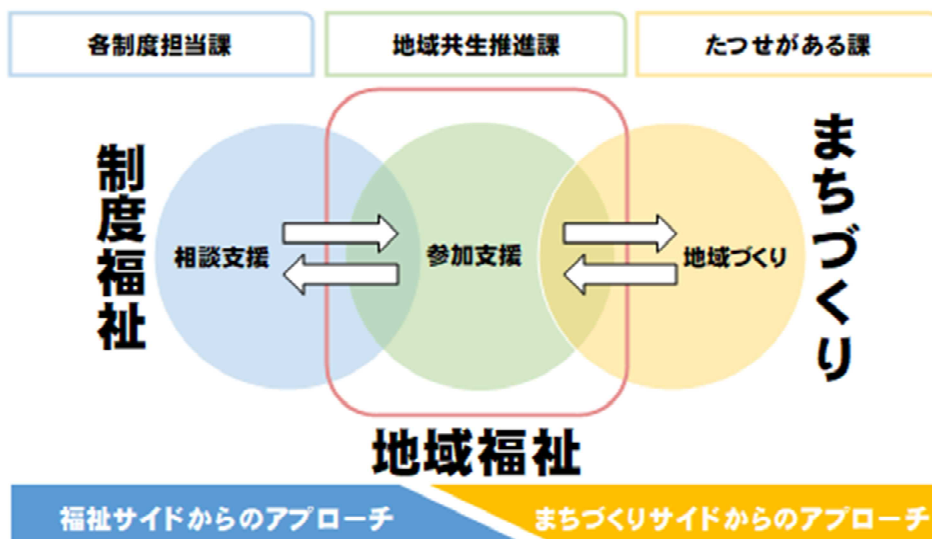 各制度担当課
地域共生推進課
たつせがある課
制度福祉
まちづくり
相談支援
参加支援
地域づくり
地域福祉
福祉サイドからのアプローチ
まちづくりサイドからのアプローチ